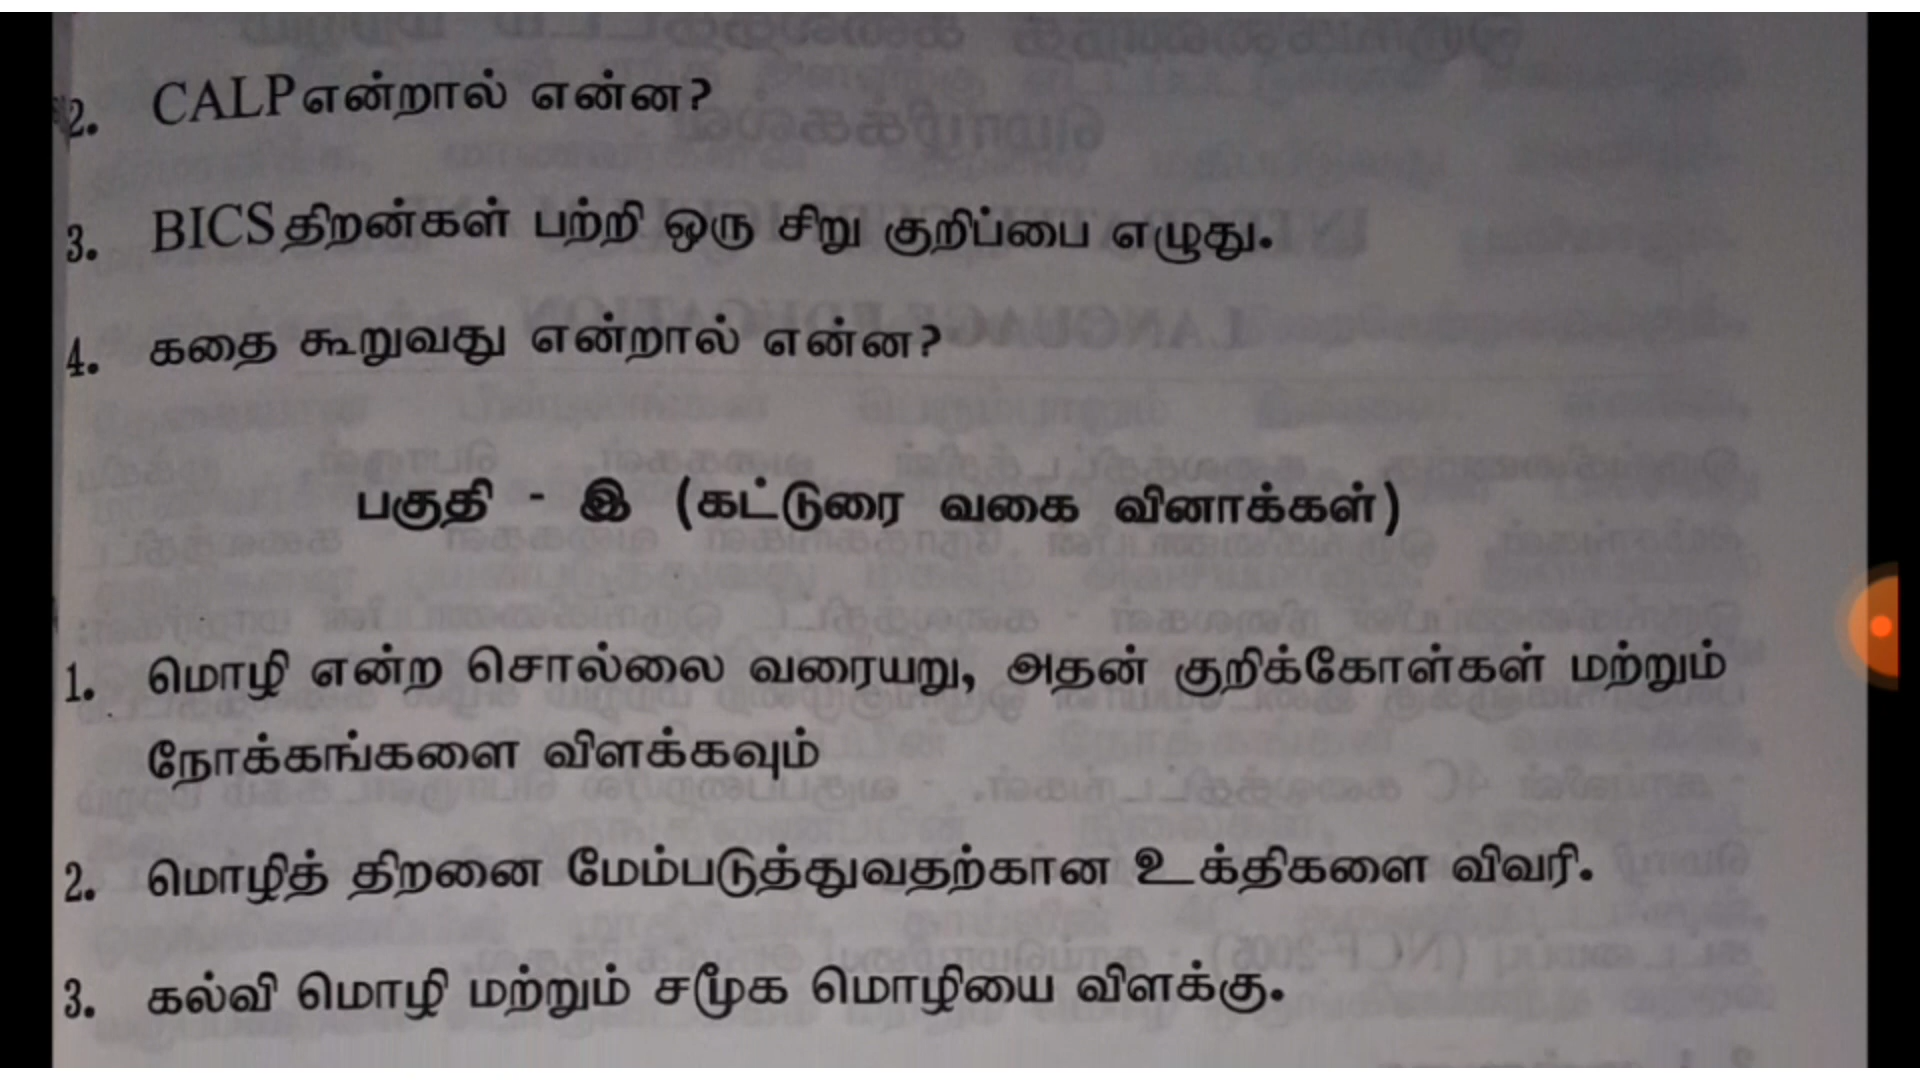 2. CALP என்றால் என்ன?
3. BICS திறன்கள் பற்றி ஒரு சிறு குறிப்பை எழுது.
4. கதை கூறுவது என்றால் என்ன?
பகுதி - இ (கட்டுரை வகை வினாக்கள்)
1. மொழி என்ற சொல்லை வரையறு, அதன் குறிக்கோள்கள் மற்றும்
நோக்கங்களை விளக்கவும்
2. மொழித் திறனை மேம்படுத்துவதற்கான உக்திகளை விவரி.
3. கல்வி மொழி மற்றும் சமூக மொழியை விளக்கு.